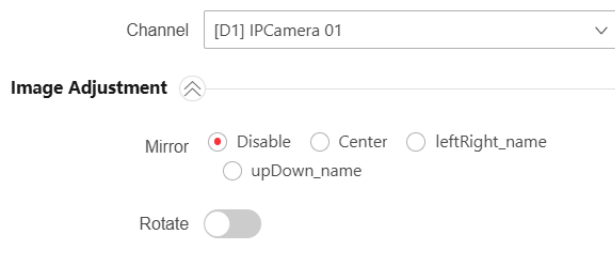 Channel [D1] IPCamera 01
Image Adjustment
Mirror Disable Center leftRight_name
upDown_name
Rotate